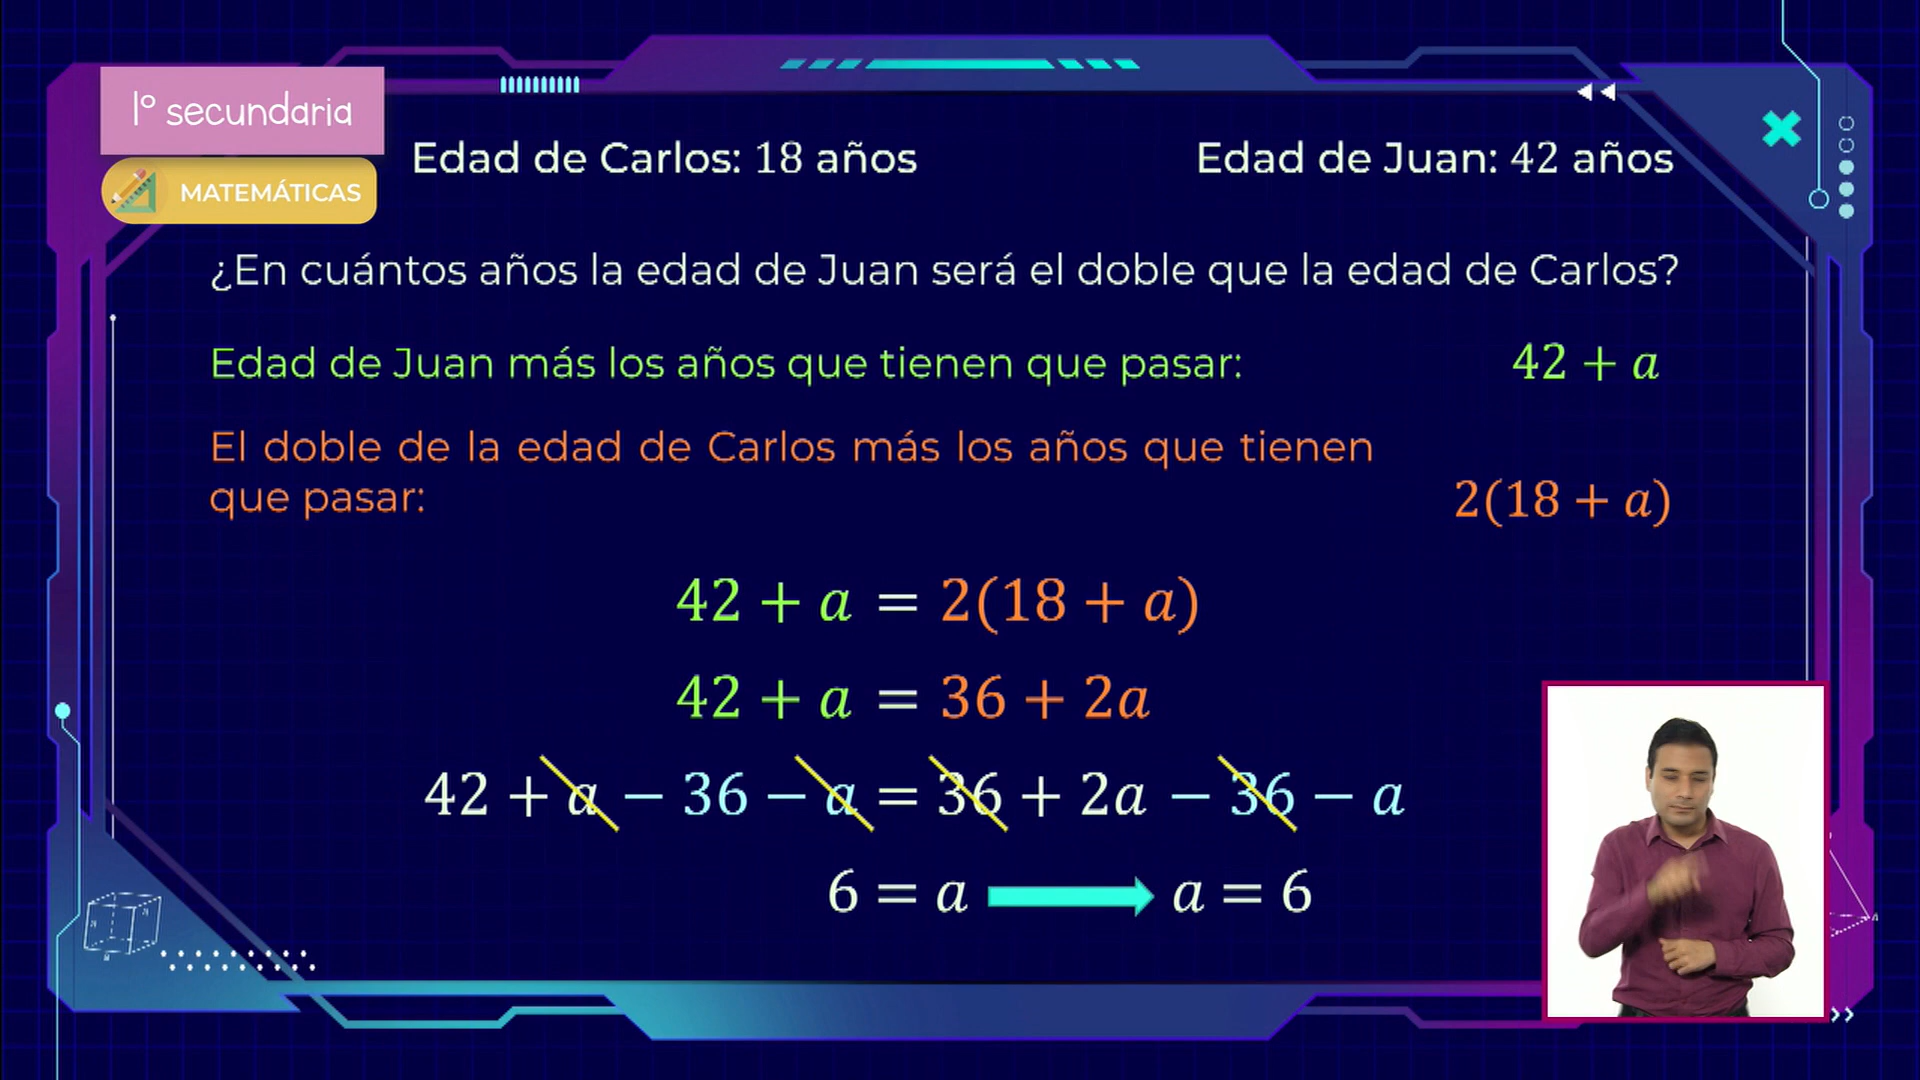 1° secundaria
MATEMÁTICAS
Edad de Carlos: 18 años
Edad de Juan: 42 años
¿En cuántos años la edad de Juan será el doble que la edad de Carlos?
Edad de Juan más los años que tienen que pasar:
42 + a
El doble de la edad de Carlos más los años que tienen
que pasar:
2(18 + a)
42 + a = 2(18 + a)
42 + a = 36 + 2a
42 + a − 36 − a = 36 + 2a − 36 − a
6 = a
a = 6